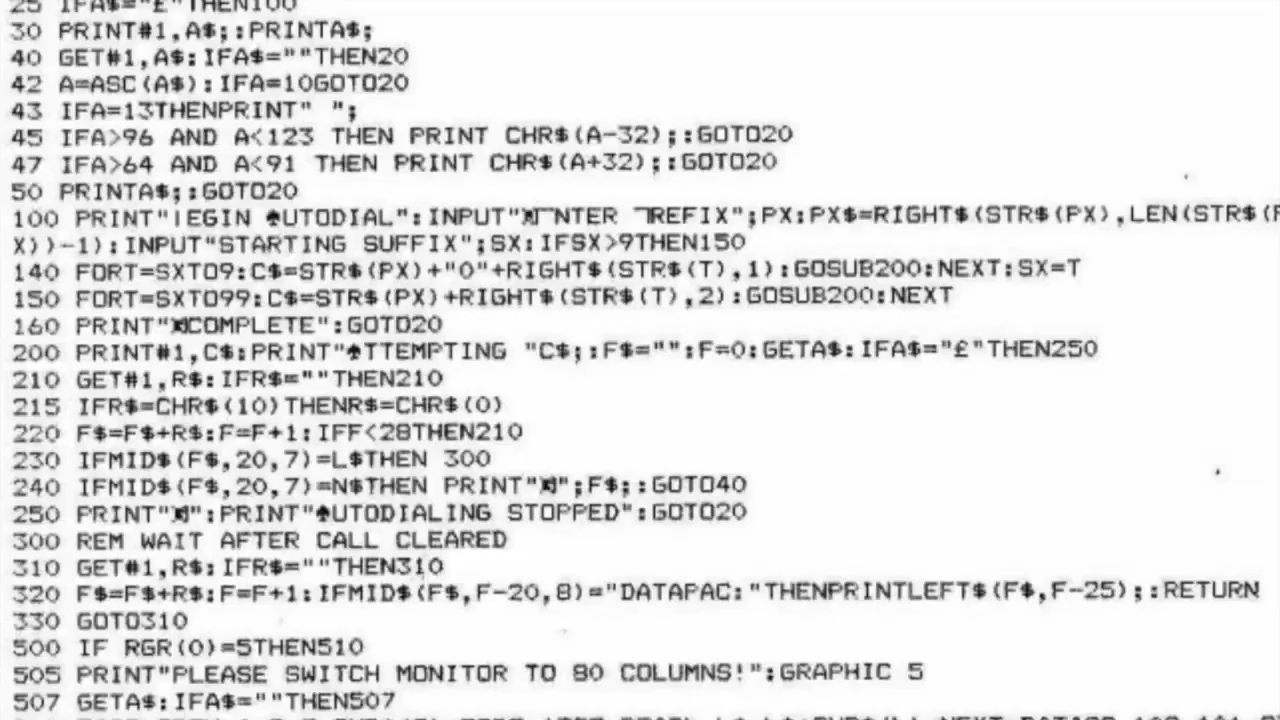 25 IFA$="£"THEN100
30 PRINT#1,A$;:PRINTA$;
40 GET#1,A$:IFA$=""THEN20
42 A=ASC(A$):IFA=10GOTO20
43 IFA=13THENPRINT" ";
45 IFA>96 AND A<123 THEN PRINT CHR$(A-32);:GOTO20
47 IFA>64 AND A<91 THEN PRINT CHR$(A+32);:GOTO20
50 PRINTA$;:GOTO20
100 PRINT"|EGIN ♠UTODIAL":INPUT" NTER REFIX";PX:PX$=RIGHT$(STR$(PX),LEN(STR$(P
X))-1):INPUT"STARTING SUFFIX";SX:IFSX>9THEN150
140 FORT=SXTO9:C$=STR$(PX)+"0"+RIGHT$(STR$(T),1):GOSUB200:NEXT:SX=T
150 FORT=SXTO99:C$=STR$(PX)+RIGHT$(STR$(T),2):GOSUB200:NEXT
160 PRINT"COMPLETE":GOTO20
200 PRINT#1,C$:PRINT"♠TTEMPTING "C$;:F$="":F=0:GETA$:IFA$="£"THEN250
210 GET#1,R$:IFR$=""THEN210
215 IFR$=CHR$(10)THENR$=CHR$(0)
220 F$=F$+R$:F=F+1:IFF<28THEN210
230 IFMID$(F$,20,7)=L$THEN 300
240 IFMID$(F$,20,7)=N$THEN PRINT"";F$;:GOTO40
250 PRINT"":PRINT"♠UTODIALING STOPPED":GOTO20
300 REM WAIT AFTER CALL CLEARED
310 GET#1,R$:IFR$=""THEN310
320 F$=F$+R$:F=F+1:IFMID$(F$,F-20,8)="DATAPAC:"THENPRINTLEFT$(F$,F-25);:RETURN
330 GOTO310
500 IF RGR(0)=5THEN510
505 PRINT"PLEASE SWITCH MONITOR TO 80 COLUMNS!":GRAPHIC 5
507 GETA$:IFA$=""THEN507